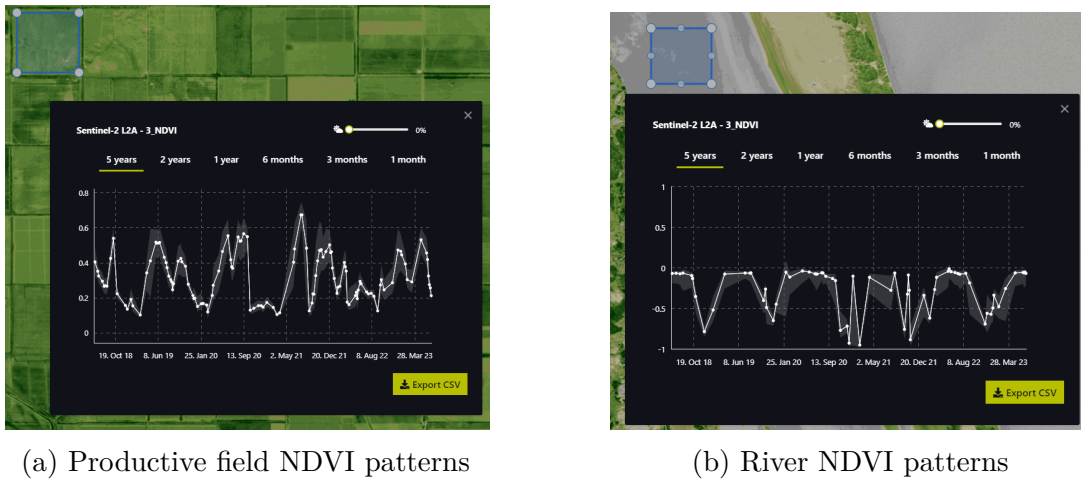 Sentinel-2 L2A - 3_NDVI
0%
5 years 2 years 1 year 6 months 3 months 1 month
0.8
0.6
0.4
0.2
0
19. Oct 18 8. Jun 19 25. Jan 20 13. Sep 20 2. May 21 20. Dec 21 8. Aug 22 28. Mar 23
Export CSV
(a) Productive field NDVI patterns
Sentinel-2 L2A - 3_NDVI
0%
5 years 2 years 1 year 6 months 3 months 1 month
1
0.5
0
-0.5
-1
19. Oct 18 8. Jun 19 25. Jan 20 13. Sep 20 2. May 21 20. Dec 21 8. Aug 22 28. Mar 23
Export CSV
(b) River NDVI patterns